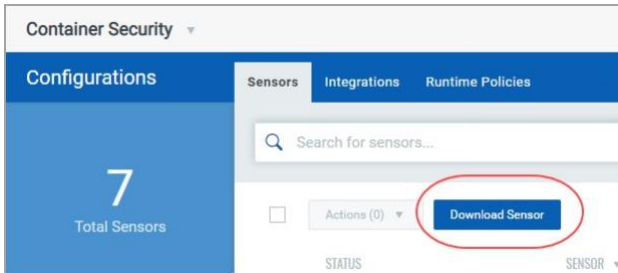 Container Security
Configurations
Sensors Integrations Runtime Policies
Search for sensors...
7
Total Sensors
Actions (0) Download Sensor
STATUS SENSOR